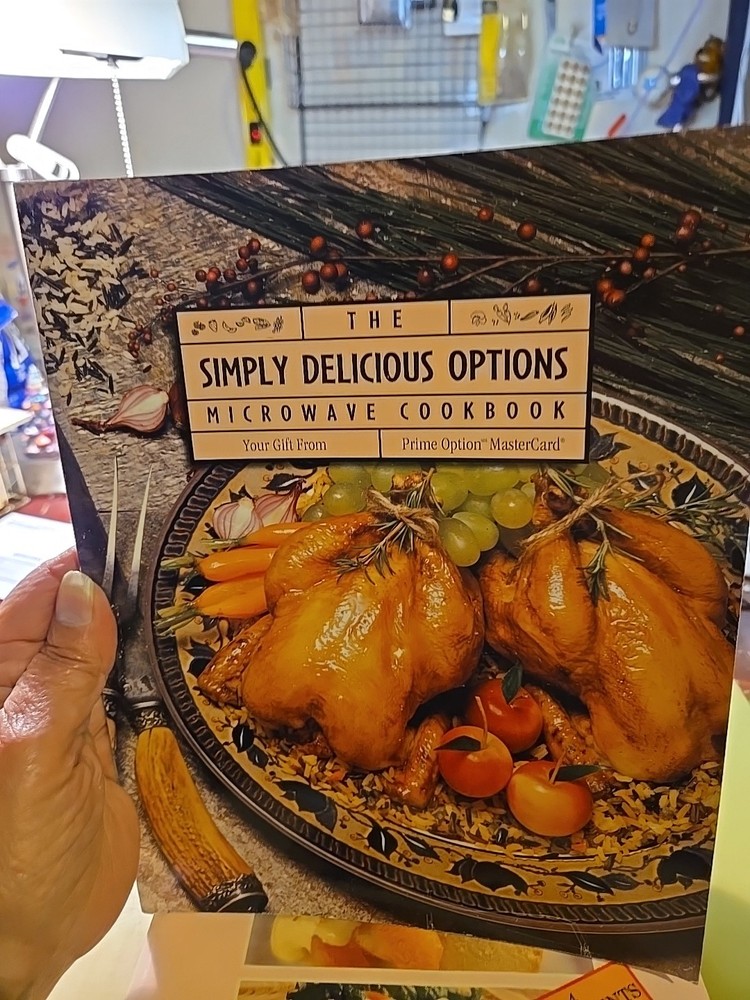 THE
SIMPLY DELICIOUS OPTIONS
MICROWAVE COOKBOOK
Your Gift From
Prime Option℠ MasterCard®